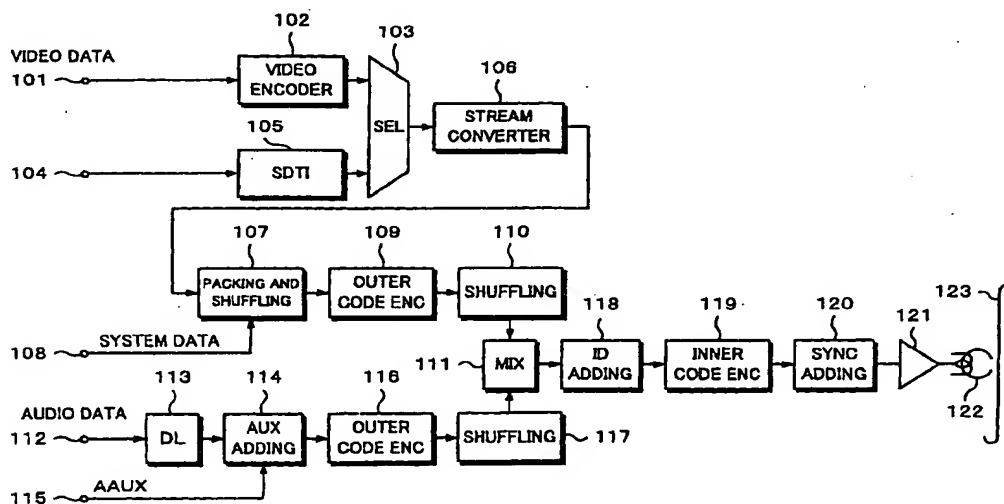 102
103
VIDEO DATA
101
VIDEO
ENCODER
106
SEL
STREAM
CONVERTER
105
104
SDTI
107
109
110
PACKING AND
SHUFFLING
OUTER
CODE ENC
SHUFFLING
118
119
120
121
123
108
SYSTEM DATA
111
MIX
ID
ADDING
INNER
CODE ENC
SYNC
ADDING
122
113
114
116
AUDIO DATA
112
DL
AUX
ADDING
OUTER
CODE ENC
SHUFFLING
117
115
AAUX